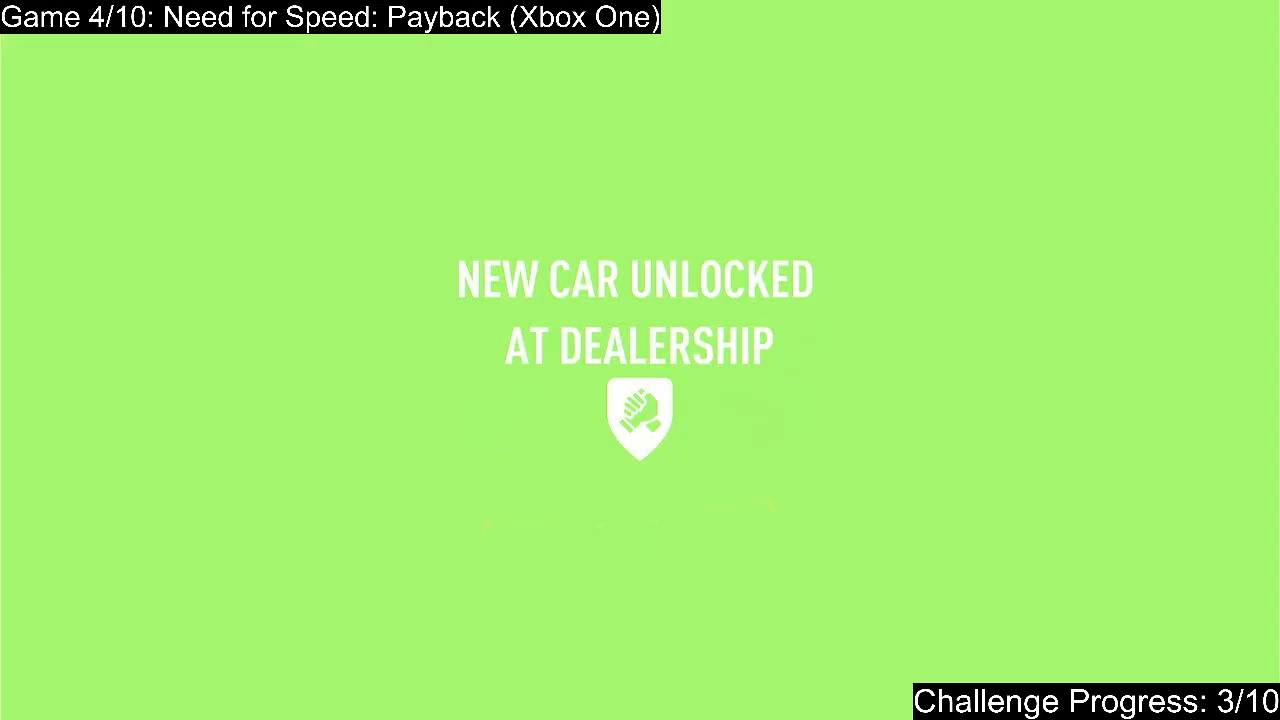 Game 4/10: Need for Speed: Payback (Xbox One)
NEW CAR UNLOCKED
AT DEALERSHIP
Challenge Progress: 3/10